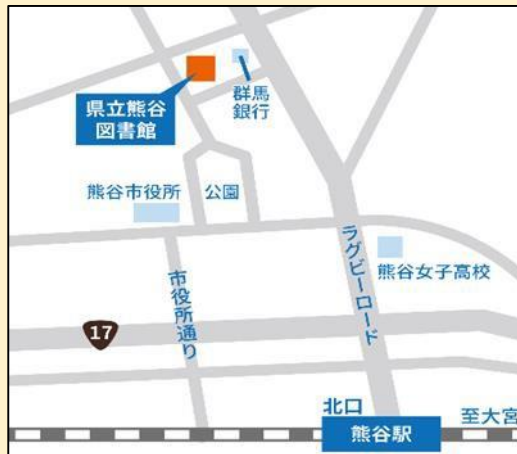 県立熊谷
図書館
群馬
銀行
熊谷市役所
公園
ラグビーロード
熊谷女子高校
市役所通り
17
北口
熊谷駅
至大宮